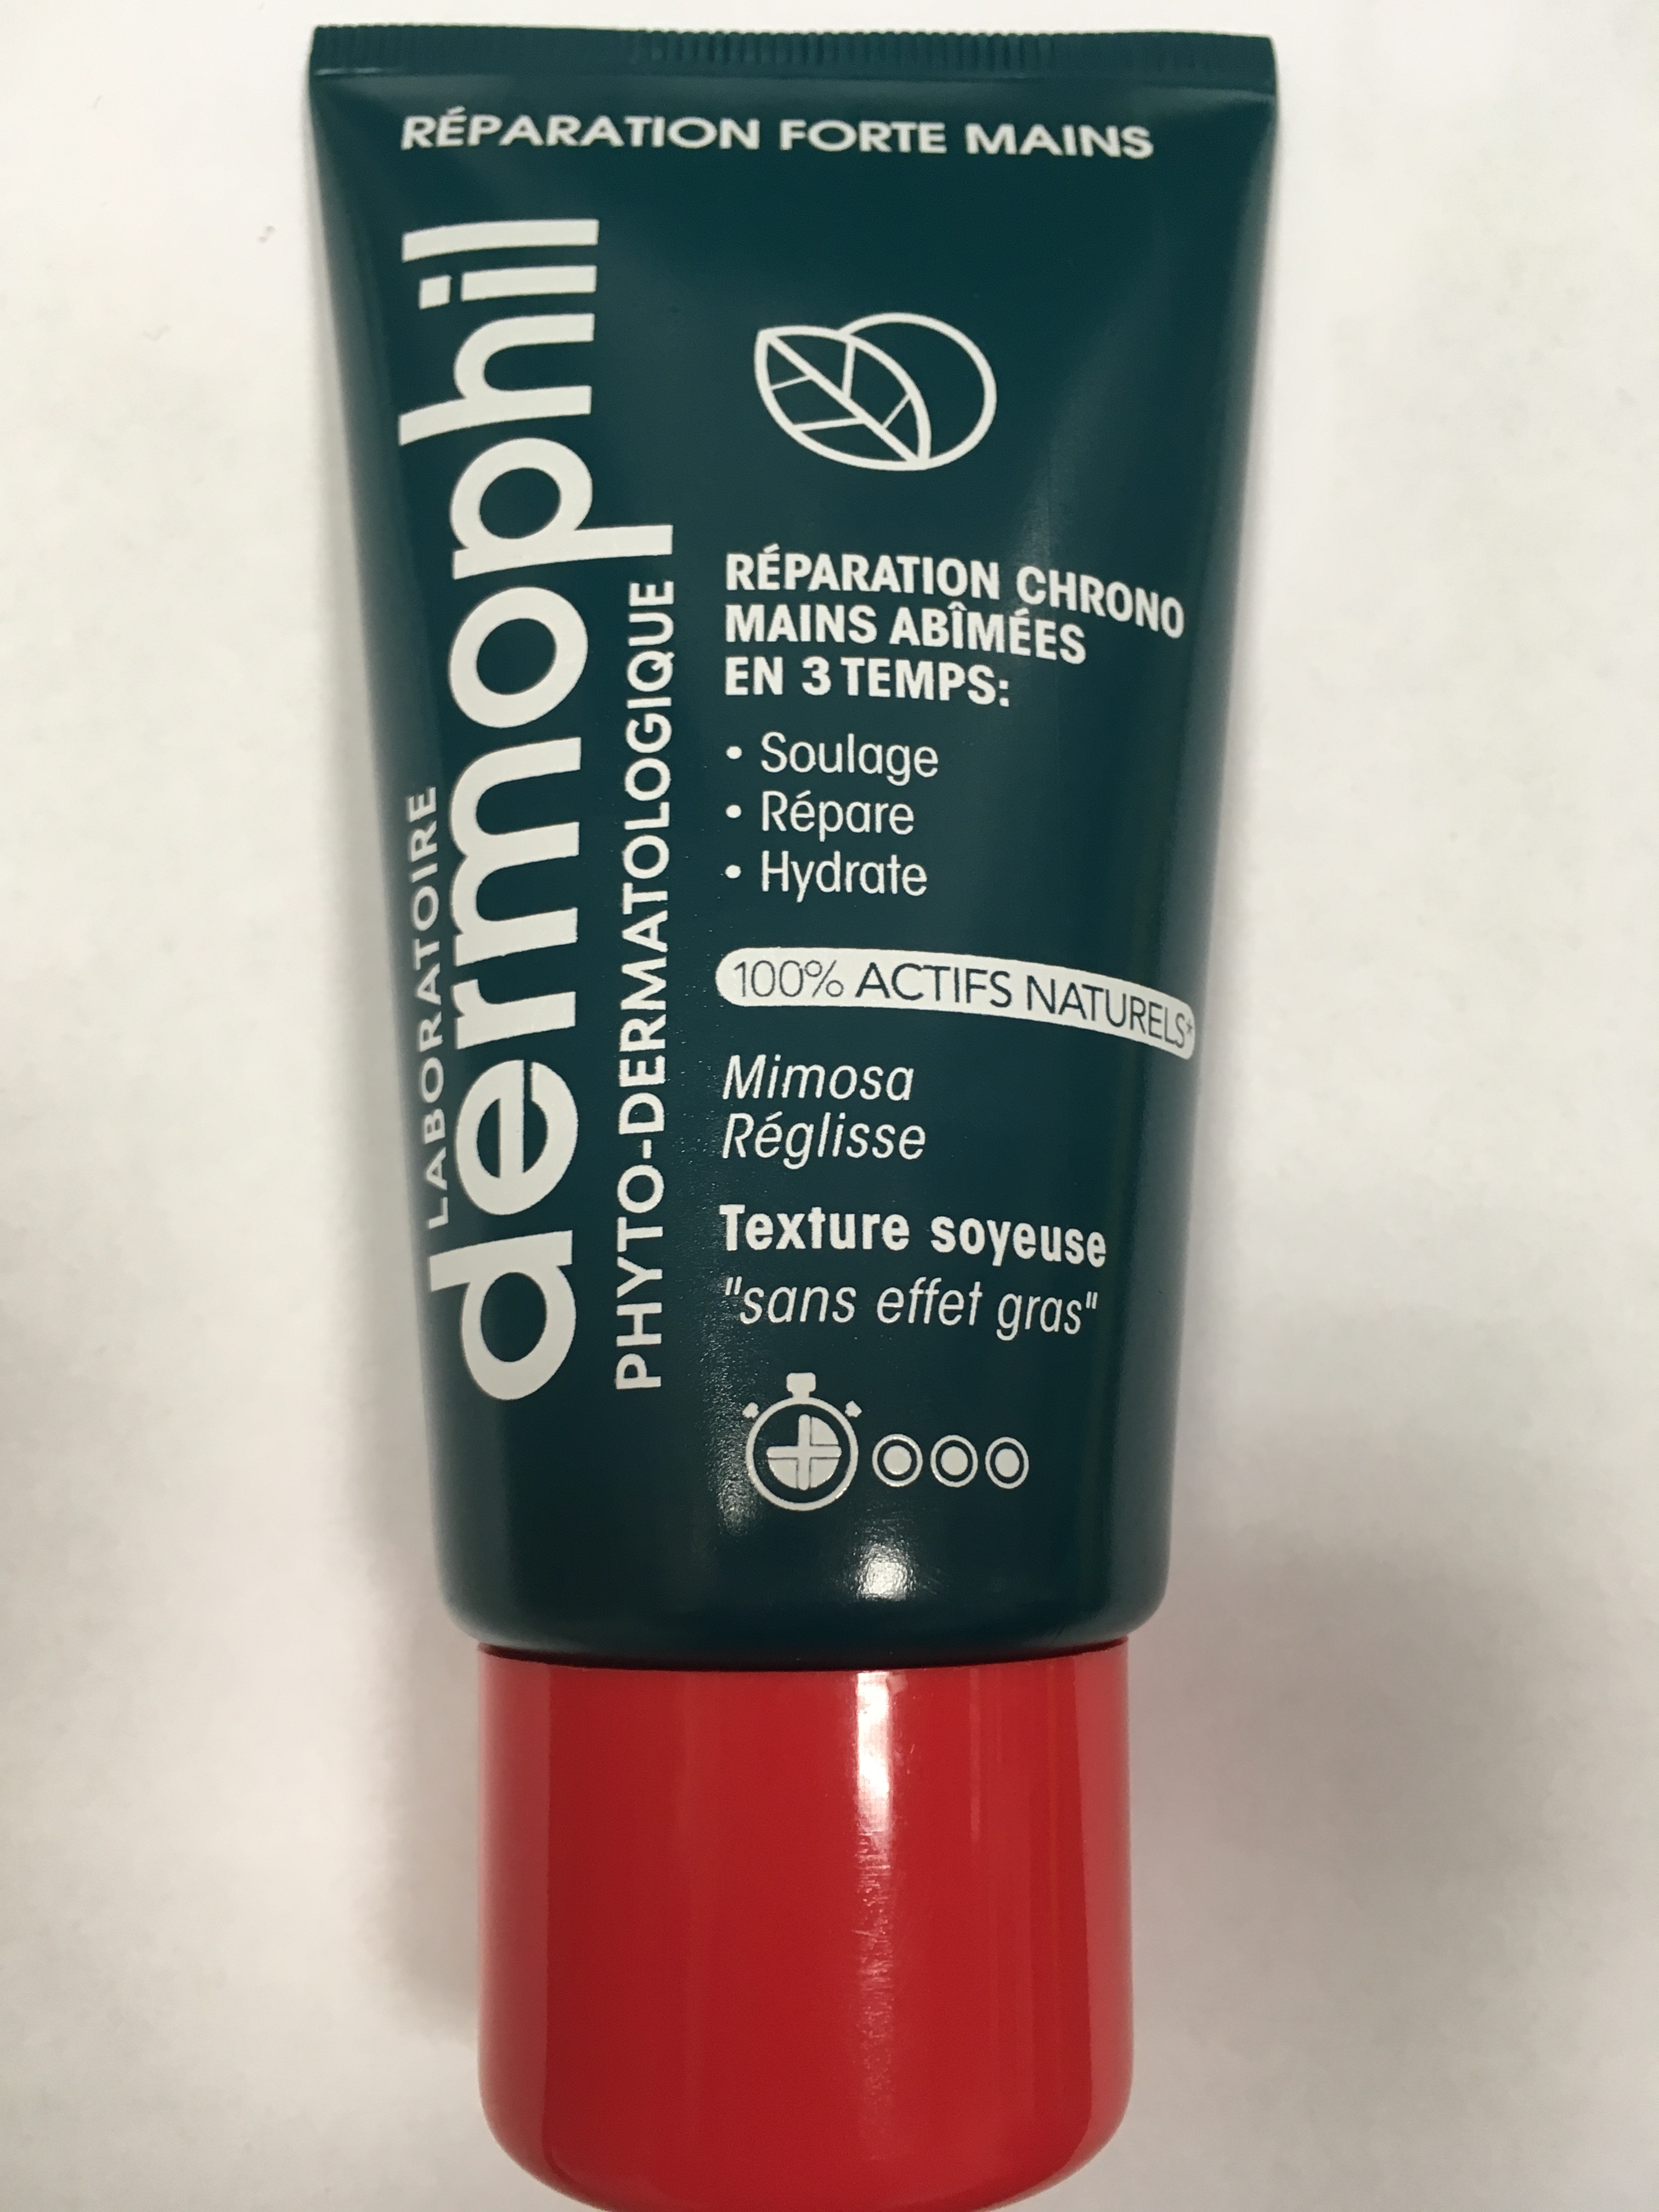 RÉPARATION FORTE MAINS
LABORATOIRE
dermophil
PHYTO-DERMATOLOGIQUE
RÉPARATION CHRONO
MAINS ABÎMÉES
EN 3 TEMPS:
• Soulage
• Répare
• Hydrate
100% ACTIFS NATURELS*
Mimosa
Réglisse
Texture soyeuse
"sans effet gras"